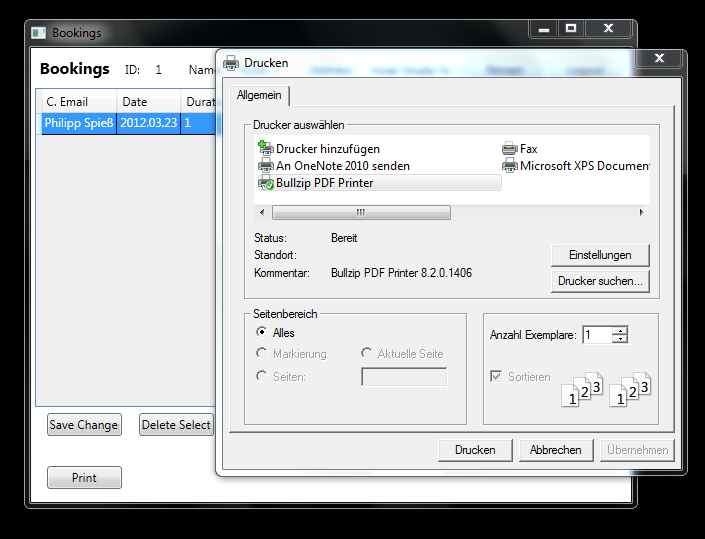 Bookings
Bookings ID: 1 Name
C. Email Date Durat
Philipp Spieß 2012.03.23 1
Save Change Delete Select
Print
Drucken
Allgemein
Drucker auswählen
Drucker hinzufügen Fax
An OneNote 2010 senden Microsoft XPS Documen
Bullzip PDF Printer
Status: Bereit
Standort:
Kommentar: Bullzip PDF Printer 8.2.0.1406
Einstellungen
Drucker suchen...
Seitenbereich
Alles
Markierung Aktuelle Seite
Seiten:
Anzahl Exemplare: 1
Sortieren
1 2 3 1 2 3
Drucken Abbrechen Übernehmen